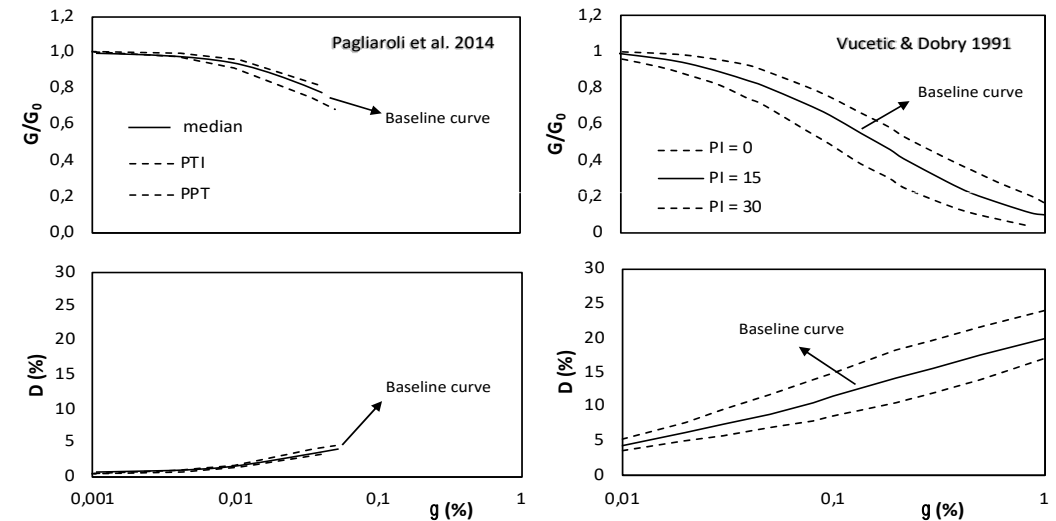 1,2
1,0
0,8
0,6
0,4
0,2
0,0
G/G0
Pagliaroli et al. 2014
Baseline curve
median
PTI
PPT
1,2
1
0,8
0,6
0,4
0,2
0
G/G0
Vucetic & Dobry 1991
Baseline curve
PI = 0
PI = 15
PI = 30
30
25
20
15
10
5
0
D (%)
Baseline curve
0,001
0,01
0,1
1
g (%)
30
25
20
15
10
5
0
D (%)
Baseline curve
0,01
0,1
1
g (%)